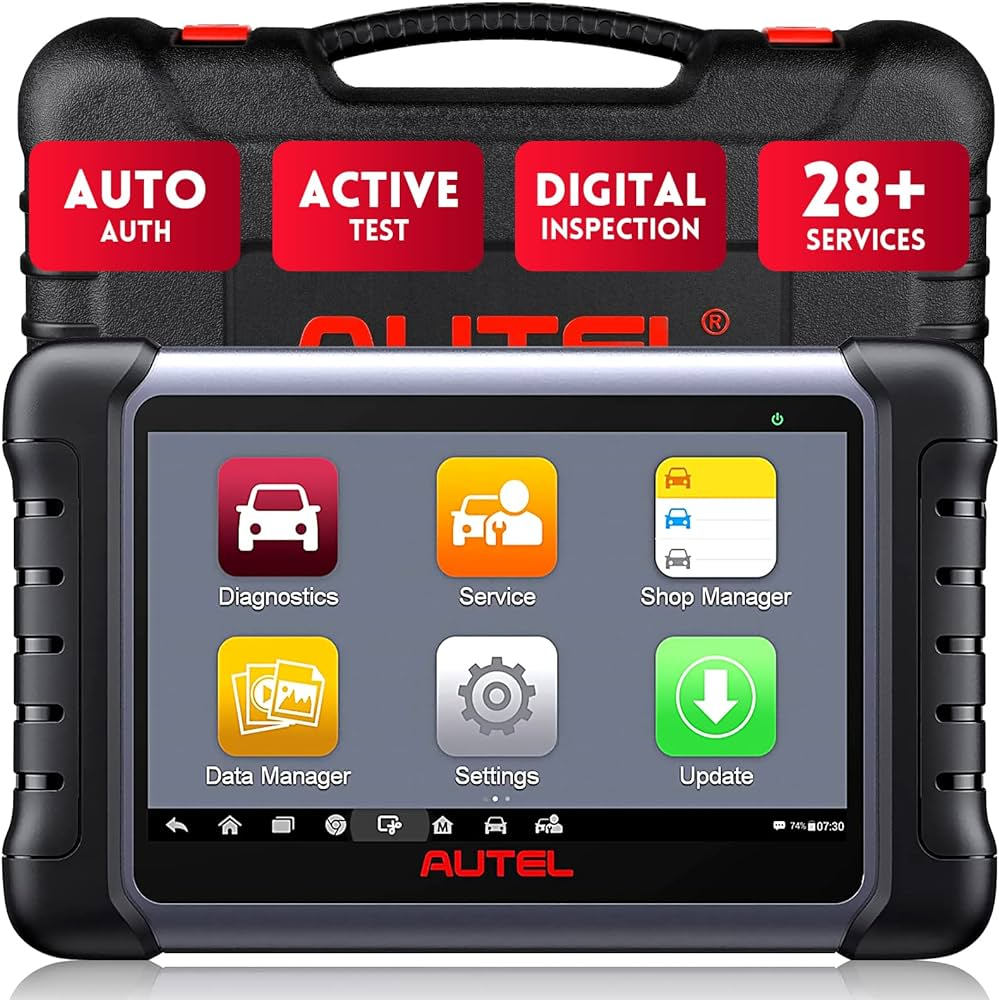 AUTO
AUTH
ACTIVE
TEST
DIGITAL
INSPECTION
28+
SERVICES
AUTEL®
Diagnostics
Service
Shop Manager
Data Manager
Settings
Update
M
74%
07:30
AUTEL